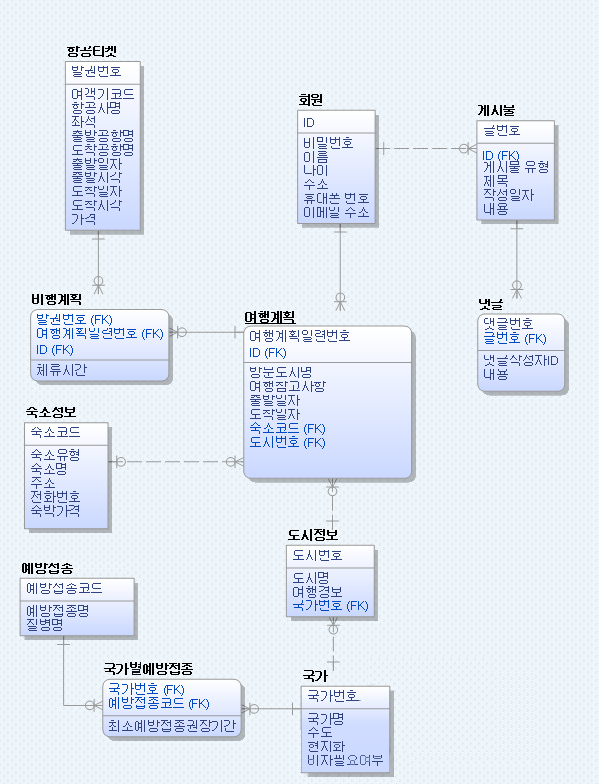 항공티켓
발권번호
여객기코드
항공사명
좌석
출발공항명
도착공항명
출발일자
출발시각
도착일자
도착시각
가격
회원
ID
비밀번호
이름
나이
주소
휴대폰 번호
이메일 주소
게시물
글번호
ID (FK)
게시물 유형
제목
작성일자
내용
비행계획
발권번호 (FK)
여행계획일련번호 (FK)
ID (FK)
체류시간
여행계획
여행계획일련번호
ID (FK)
방문도시명
여행참고사항
출발일자
도착일자
숙소코드 (FK)
도시번호 (FK)
댓글
댓글번호
글번호 (FK)
댓글작성자ID
내용
숙소정보
숙소코드
숙소유형
숙소명
주소
전화번호
숙박가격
도시정보
도시번호
도시명
여행경보
국가번호 (FK)
예방접종
예방접종코드
예방접종명
질병명
국가별예방접종
국가번호 (FK)
예방접종코드 (FK)
최소예방접종권장기간
국가
국가번호
국가명
수도
현지화
비자필요여부